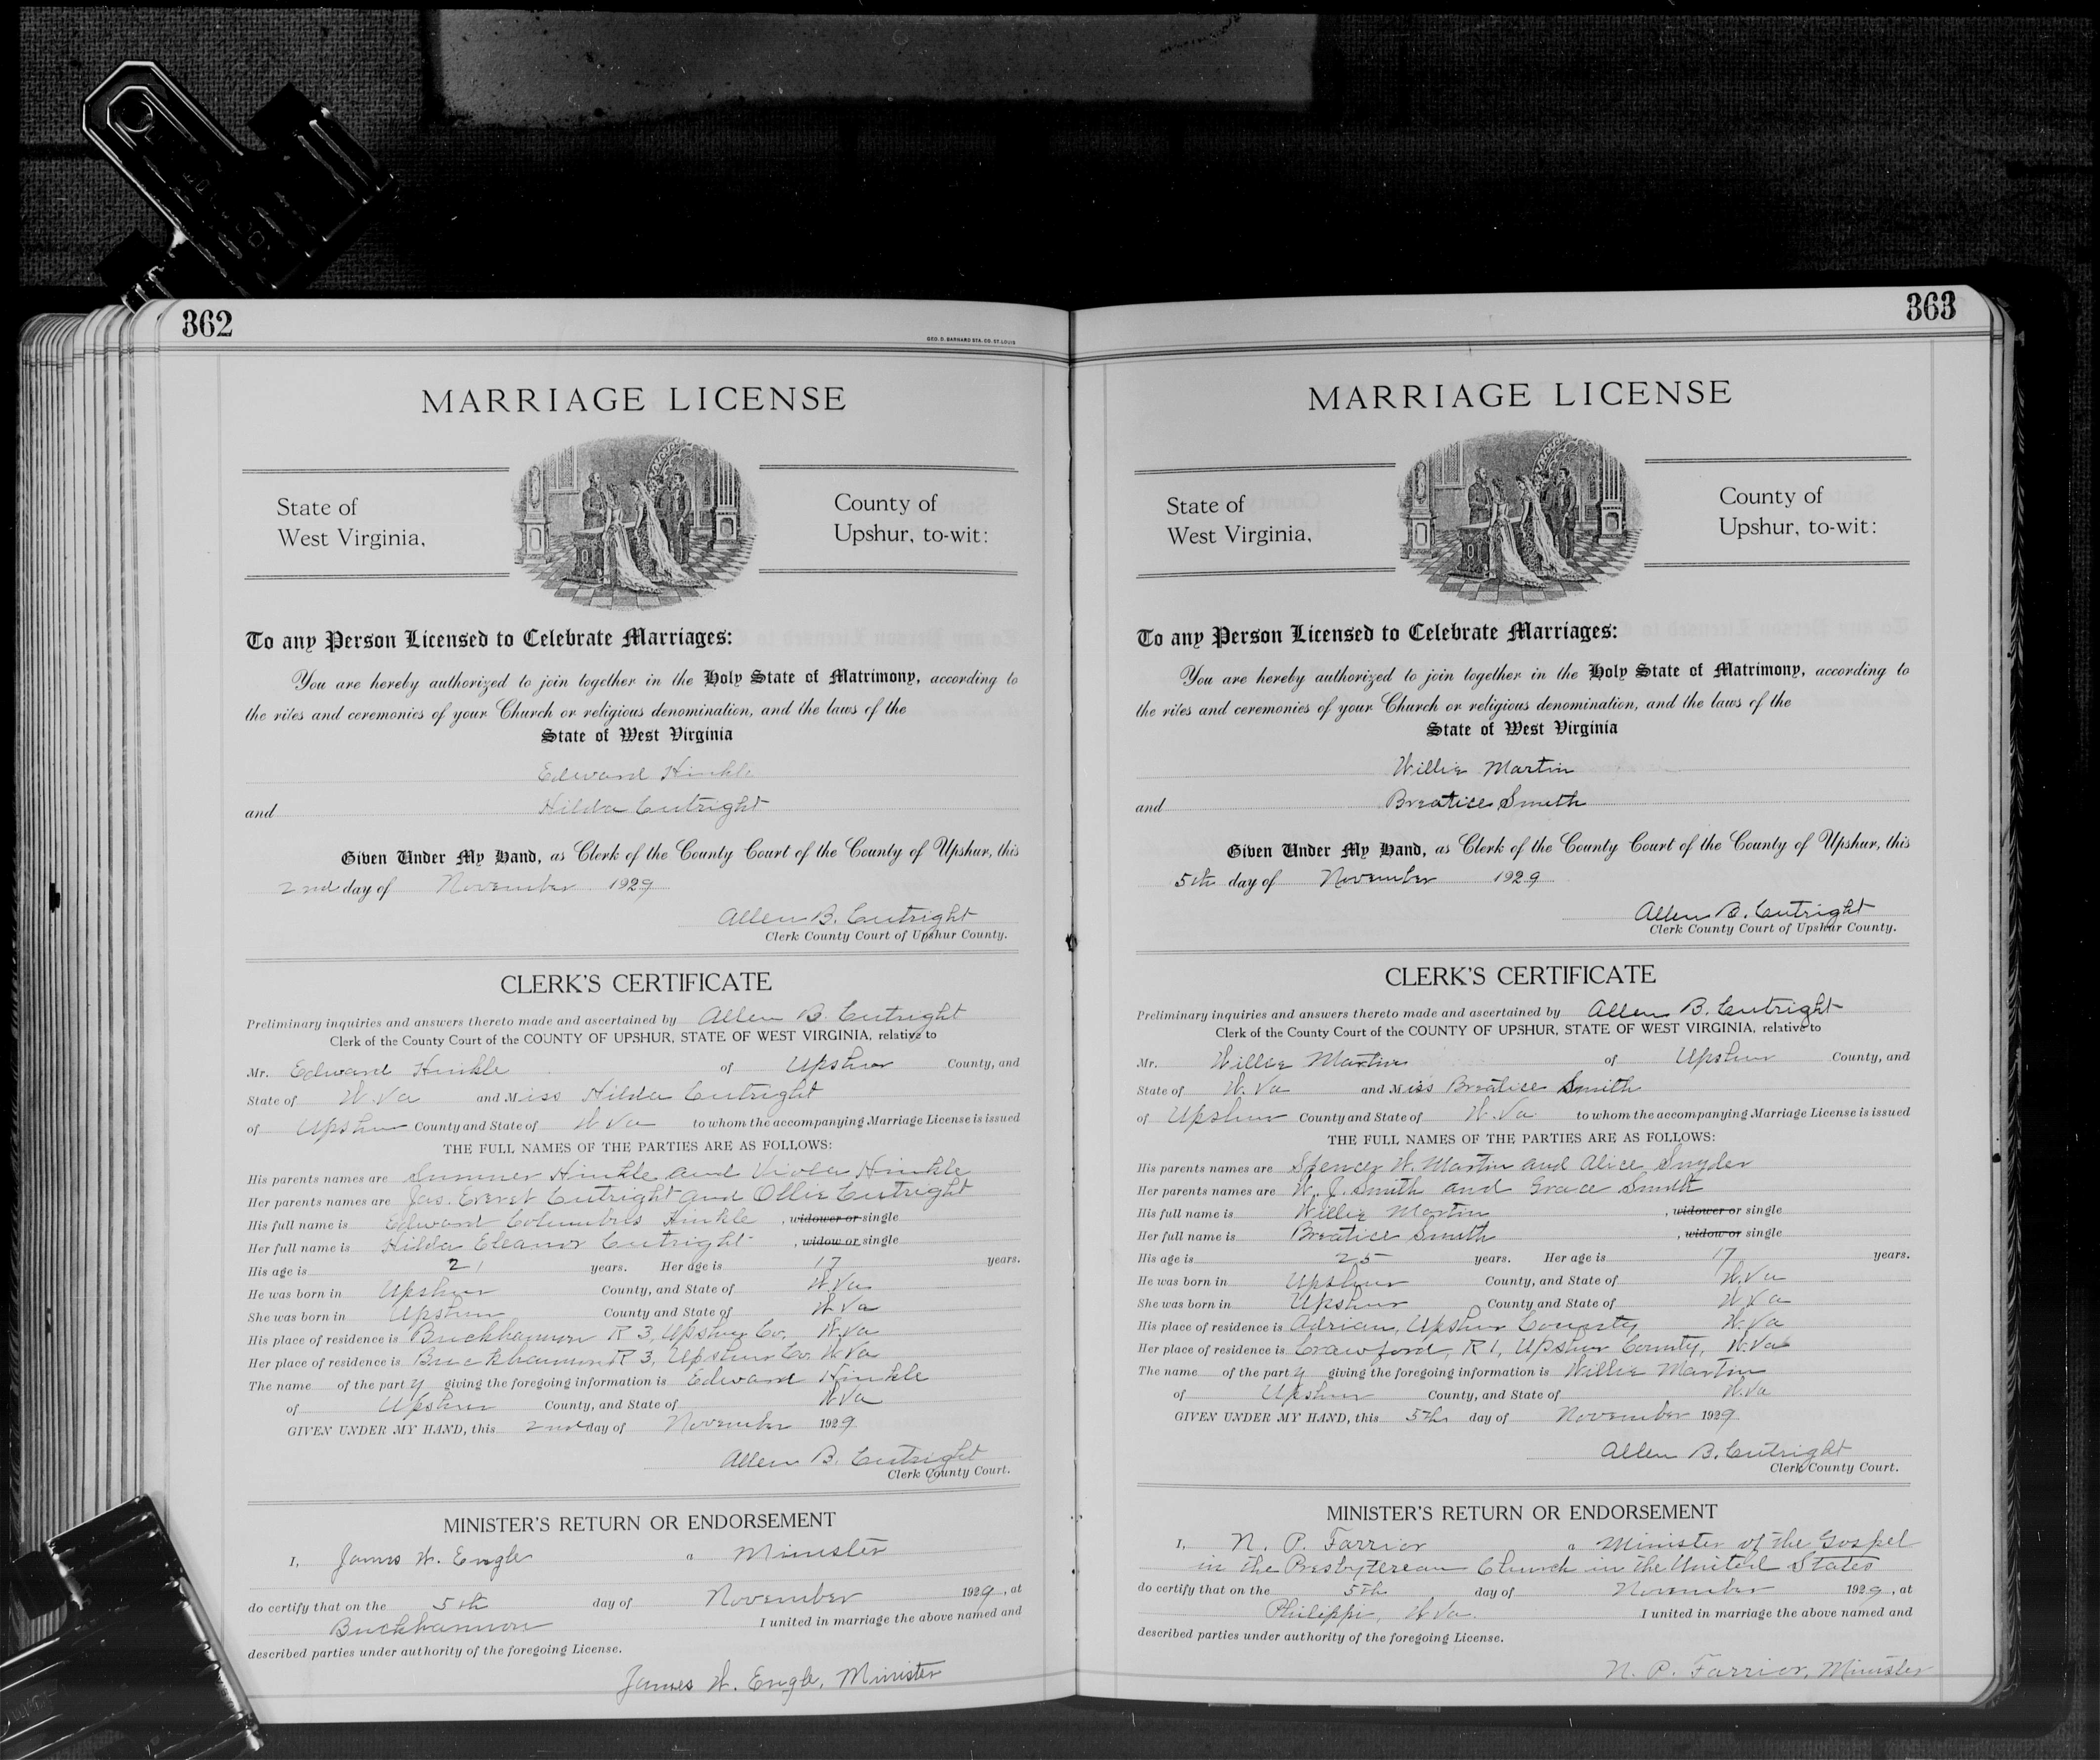 362
GEO. D. BARNARD STA. CO. ST. LOUIS
MARRIAGE LICENSE
State of
West Virginia,
County of
Upshur, to-wit:
To any Person Licensed to Celebrate Marriages:
You are hereby authorized to join together in the Holy State of Matrimony, according to
the rites and ceremonies of your Church or religious denomination, and the laws of the
State of West Virginia
Edward Hinkle
and Hilda Cutright
Given Under My Hand, as Clerk of the County Court of the County of Upshur, this
2nd day of November 1929
Allen B. Cutright
Clerk County Court of Upshur County.
CLERK'S CERTIFICATE
Preliminary inquiries and answers thereto made and ascertained by Allen B. Cutright
Clerk of the County Court of the COUNTY OF UPSHUR, STATE OF WEST VIRGINIA, relative to
Mr. Edward Hinkle of Upshur County, and
State of W. Va and Miss Hilda Cutright
of Upshur County and State of W Va to whom the accompanying Marriage License is issued
THE FULL NAMES OF THE PARTIES ARE AS FOLLOWS:
His parents names are Sumner Hinkle and Viola Hinkle
Her parents names are Jas. Everet Cutright and Ollie Cutright
His full name is Edward Columbus Hinkle , widower or single
Her full name is Hilda Eleanor Cutright , widow or single
His age is 21 years. Her age is 17 years.
He was born in Upshur County, and State of W. Va
She was born in Upshur County and State of W. Va
His place of residence is Buckhannon R 3, Upshur Co. W. Va
Her place of residence is Buckhannon R 3, Upshur Co. W Va
The name of the party giving the foregoing information is Edward Hinkle
of Upshur County, and State of W. Va
GIVEN UNDER MY HAND, this 2nd day of November 1929
Allen B. Cutright
Clerk County Court.
MINISTER'S RETURN OR ENDORSEMENT
I, James W. Engle a Minister
do certify that on the 5th day of November 1929, at
Buckhannon I united in marriage the above named and
described parties under authority of the foregoing License.
James W. Engle, Minister
363
MARRIAGE LICENSE
State of
West Virginia,
County of
Upshur, to-wit:
To any Person Licensed to Celebrate Marriages:
You are hereby authorized to join together in the Holy State of Matrimony, according to
the rites and ceremonies of your Church or religious denomination, and the laws of the
State of West Virginia
Willie Martin
and Breatice Smith
Given Under My Hand, as Clerk of the County Court of the County of Upshur, this
5th day of November 1929
Allen B. Cutright
Clerk County Court of Upshur County.
CLERK'S CERTIFICATE
Preliminary inquiries and answers thereto made and ascertained by Allen B. Cutright
Clerk of the County Court of the COUNTY OF UPSHUR, STATE OF WEST VIRGINIA, relative to
Mr. Willie Martin of Upshur County, and
State of W. Va and Miss Breatice Smith
of Upshur County and State of W. Va to whom the accompanying Marriage License is issued
THE FULL NAMES OF THE PARTIES ARE AS FOLLOWS:
His parents names are Spencer W. Martin and Alice Snyder
Her parents names are W. J. Smith and Grace Smith
His full name is Willie Martin , widower or single
Her full name is Breatice Smith , widow or single
His age is 25 years. Her age is 17 years.
He was born in Upshur County, and State of W. Va
She was born in Upshur County and State of W. Va
His place of residence is Adrian, Upshur County W. Va
Her place of residence is Crawford, R 1, Upshur County, W. Va
The name of the party giving the foregoing information is Willie Martin
of Upshur County, and State of W. Va
GIVEN UNDER MY HAND, this 5th day of November 1929
Allen B. Cutright
Clerk County Court.
MINISTER'S RETURN OR ENDORSEMENT
I, N. P. Farrior a Minister of the Gospel
in the Presbyterean Church in the United States
do certify that on the 5th day of November 1929, at
Philippi, W. Va. I united in marriage the above named and
described parties under authority of the foregoing License.
N. P. Farrior, Minister